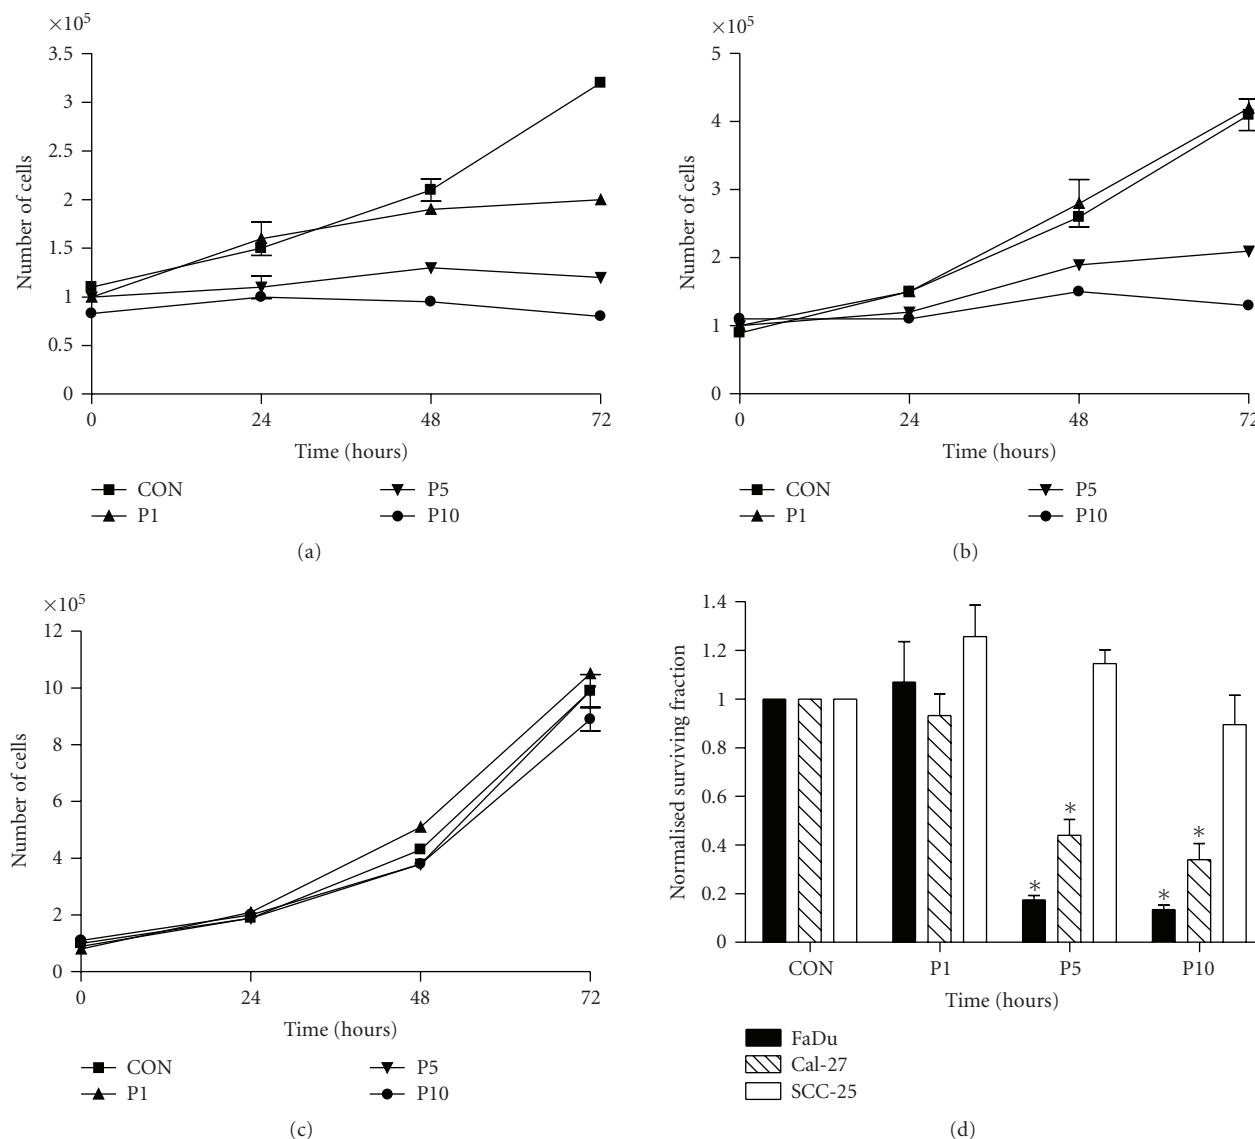 ×10⁵
3.5
3
2.5
2
1.5
1
0.5
0
Number of cells
0 24 48 72
Time (hours)
CON P5
P1 P10
(a)
×10⁵
5
4
3
2
1
0
Number of cells
0 24 48 72
Time (hours)
CON P5
P1 P10
(b)
×10⁵
12
10
8
6
4
2
0
Number of cells
0 24 48 72
Time (hours)
CON P5
P1 P10
(c)
1.4
1.2
1
0.8
0.6
0.4
0.2
0
Normalised surviving fraction
* * * *
CON P1 P5 P10
Time (hours)
FaDu
Cal-27
SCC-25
(d)